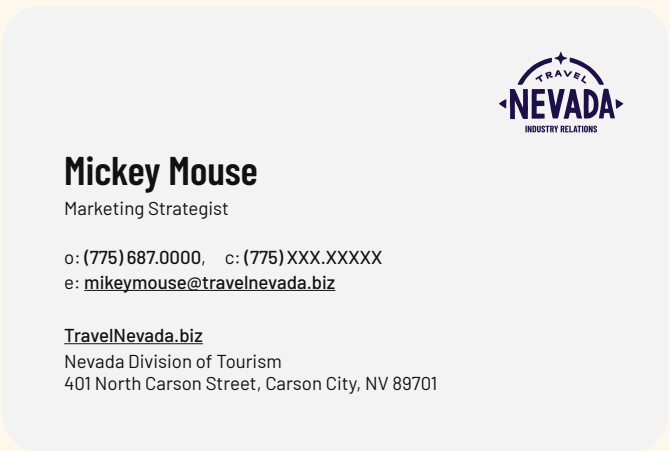 TRAVEL
NEVADA
INDUSTRY RELATIONS
Mickey Mouse
Marketing Strategist
o: (775) 687.0000, c: (775) XXX.XXXXX
e: mikeymouse@travelnevada.biz
TravelNevada.biz
Nevada Division of Tourism
401 North Carson Street, Carson City, NV 89701